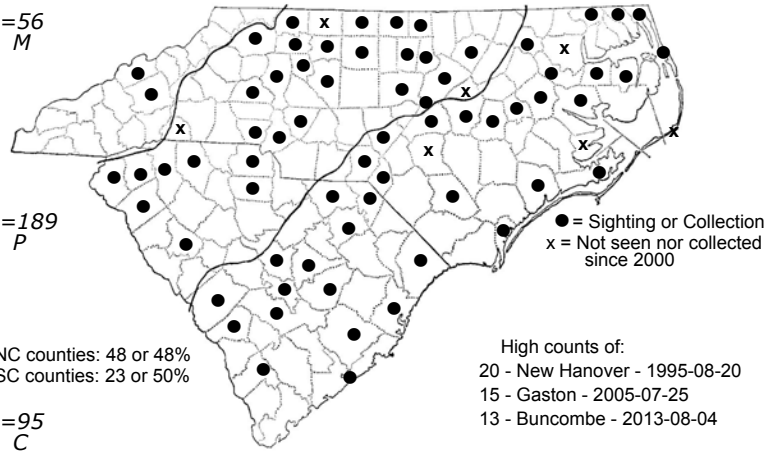 =56
M
=189
P
● = Sighting or Collection
x = Not seen nor collected
since 2000
NC counties: 48 or 48%
SC counties: 23 or 50%
High counts of:
20 - New Hanover - 1995-08-20
15 - Gaston - 2005-07-25
13 - Buncombe - 2013-08-04
=95
C